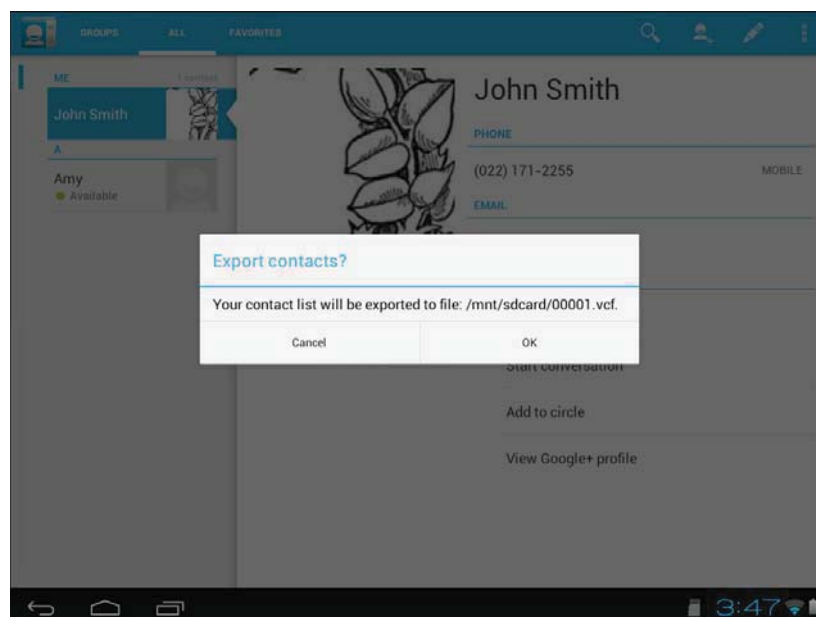 GROUPS
ALL
FAVORITES
ME
1 contact
John Smith
A
Amy
Available
John Smith
PHONE
(022) 171-2255
MOBILE
EMAIL
Export contacts?
Your contact list will be exported to file: /mnt/sdcard/00001.vcf.
Cancel
OK
Start conversation
Add to circle
View Google+ profile
3:47